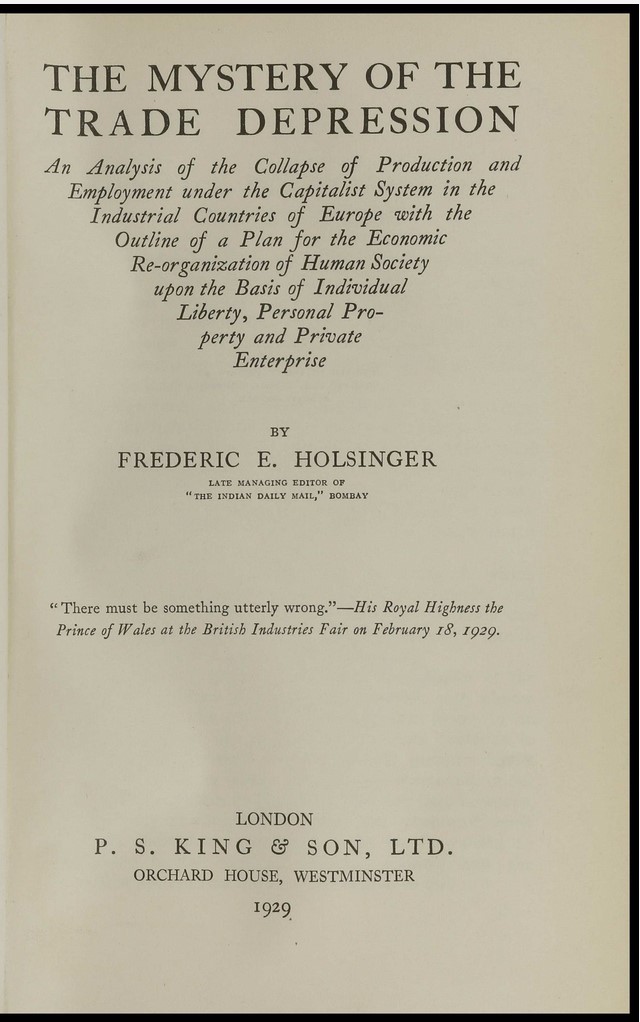 THE MYSTERY OF THE
TRADE DEPRESSION
An Analysis of the Collapse of Production and
Employment under the Capitalist System in the
Industrial Countries of Europe with the
Outline of a Plan for the Economic
Re-organization of Human Society
upon the Basis of Individual
Liberty, Personal Pro-
perty and Private
Enterprise
BY
FREDERIC E. HOLSINGER
LATE MANAGING EDITOR OF
"THE INDIAN DAILY MAIL," BOMBAY
"There must be something utterly wrong."—His Royal Highness the
Prince of Wales at the British Industries Fair on February 18, 1929.
LONDON
P. S. KING & SON, LTD.
ORCHARD HOUSE, WESTMINSTER
1929